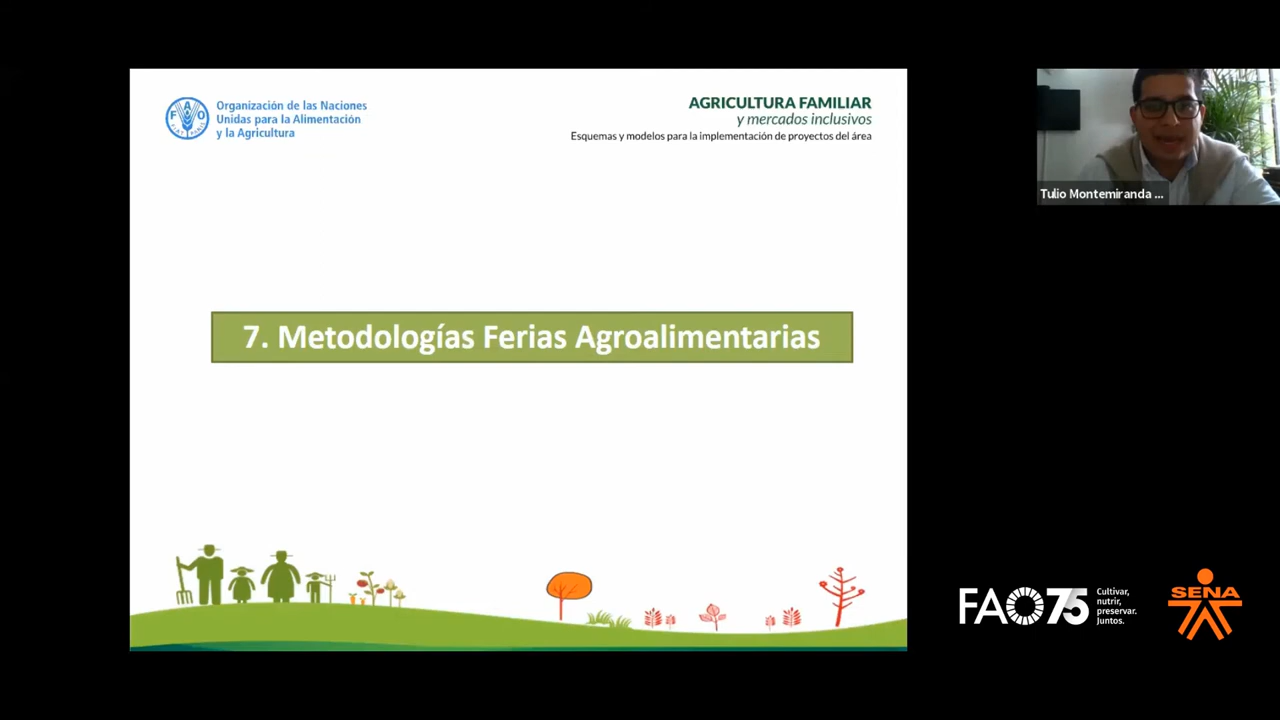 Organización de las Naciones
Unidas para la Alimentación
y la Agricultura
AGRICULTURA FAMILIAR
y mercados inclusivos
Esquemas y modelos para la implementación de proyectos del área
7. Metodologías Ferias Agroalimentarias
Tulio Montemiranda ...
FAO75
Cultivar,
nutrir,
preservar.
Juntos.
SENA